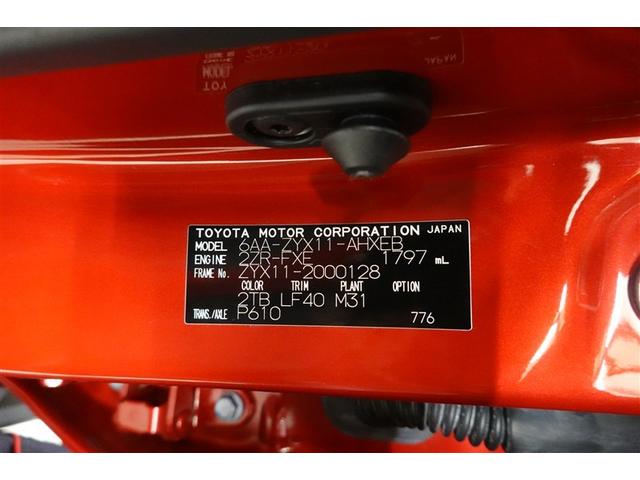 TOYOTA MOTOR CORPORATION JAPAN
MODEL 6AA-ZYX11-AHXEB
ENGINE 2ZR-FXE 1797 mL
FRAME No. ZYX11-2000128
COLOR TRIM PLANT OPTION
2TB LF40 M31
TRANS./AXLE P610 776